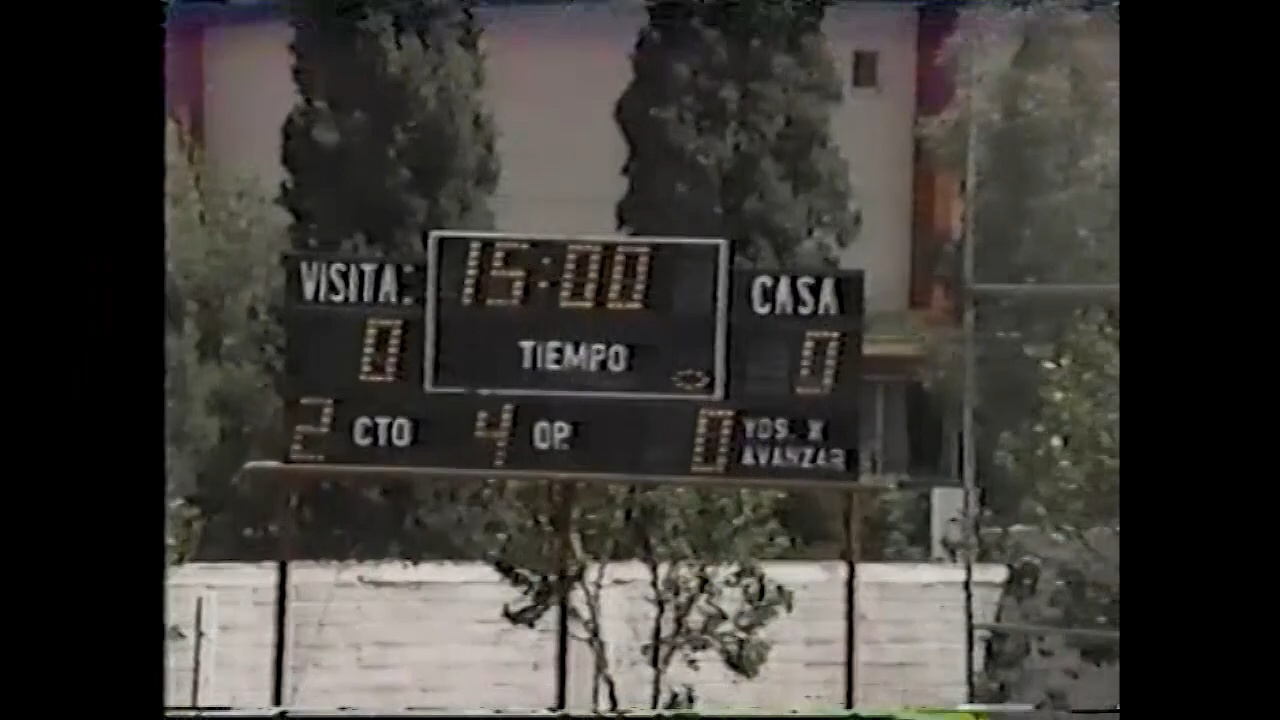 VISITA: 15:00 CASA
0 TIEMPO 0
2 CTO 4 OP. 0 YDS. X
AVANZAR